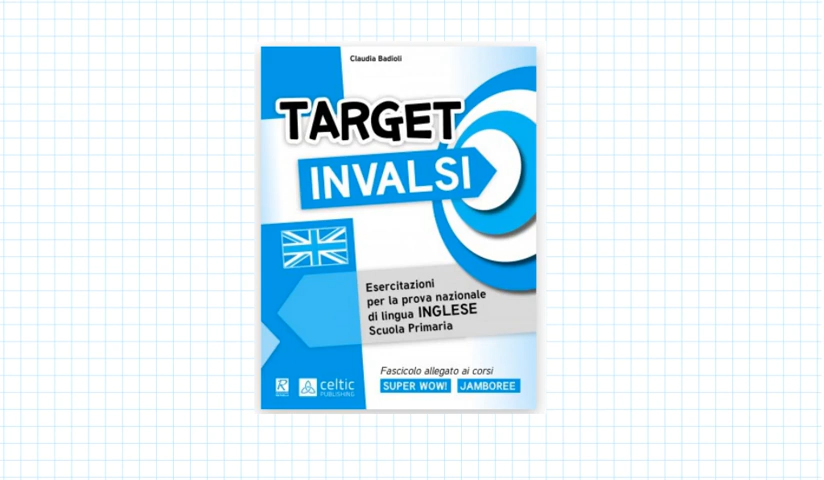 Claudia Badioli
TARGET
INVALSI
Esercitazioni
per la prova nazionale
di lingua INGLESE
Scuola Primaria
Fascicolo allegato ai corsi
SUPER WOW! JAMBOREE
R
celtic
PUBLISHING